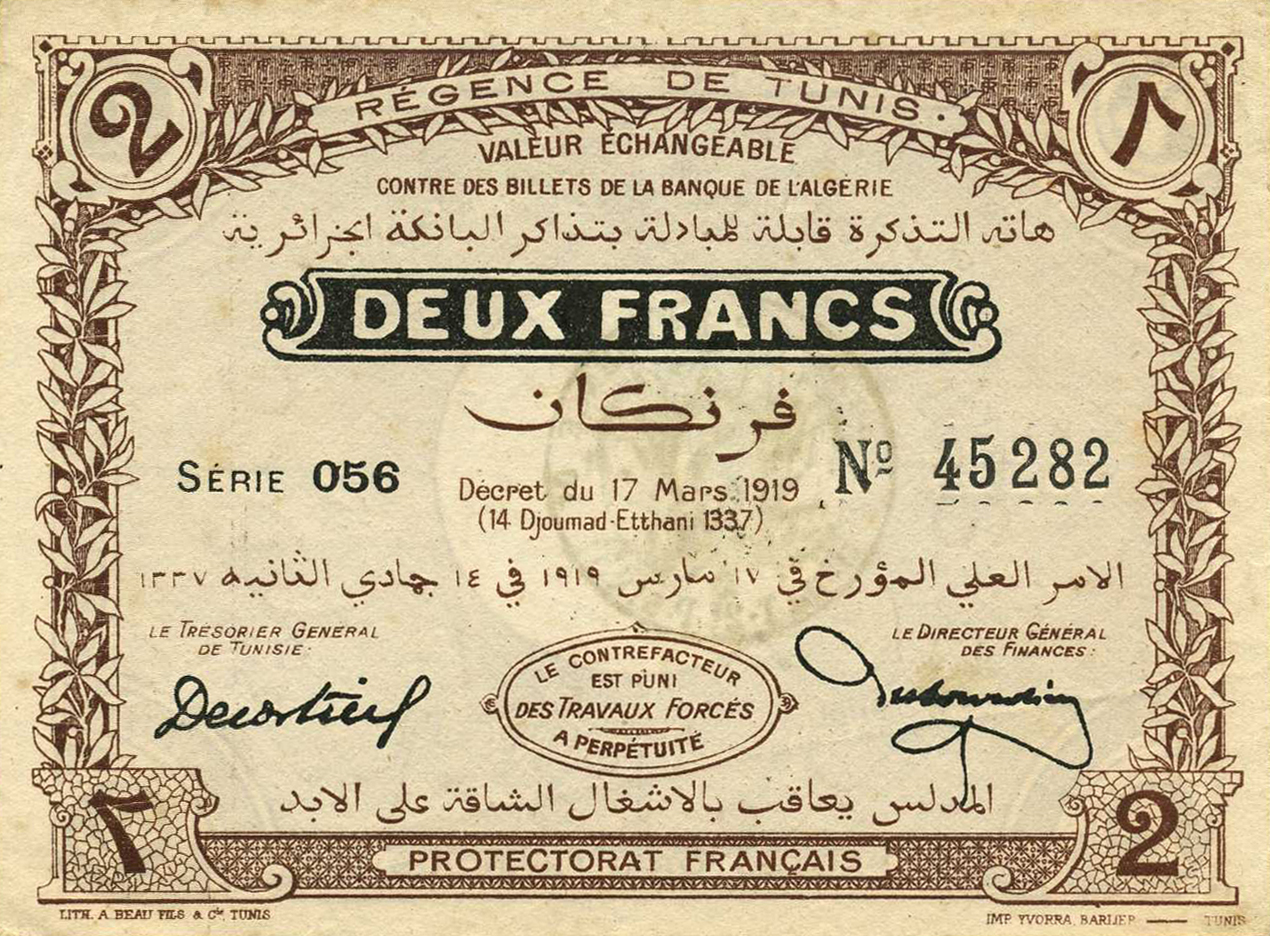 2
RÉGENCE DE TUNIS.
٢
VALEUR ÉCHANGEABLE
CONTRE DES BILLETS DE LA BANQUE DE L'ALGÉRIE
هاته التذكرة قابلة للمبادلة بتذاكر البانكة الجزائرية
DEUX FRANCS
فرنكان
SÉRIE 056
Nº 45282
Décret du 17 Mars 1919
(14 Djoumad-Etthani 1337)
الامر العلي المؤرخ في ١٧ مارس ١٩١٩ في ١٤ جمادي الثانية ١٣٣٧
LE TRÉSORIER GÉNÉRAL
DE TUNISIE:
LE DIRECTEUR GÉNÉRAL
DES FINANCES:
LE CONTREFACTEUR
EST PUNI
DES TRAVAUX FORCÉS
A PERPÉTUITÉ
المدلس يعاقب بالاشغال الشاقة على الابد
٢
2
PROTECTORAT FRANÇAIS
LITH. A. BEAU FILS & Cie. TUNIS
IMP. YVORRA, BARLIER — TUNIS